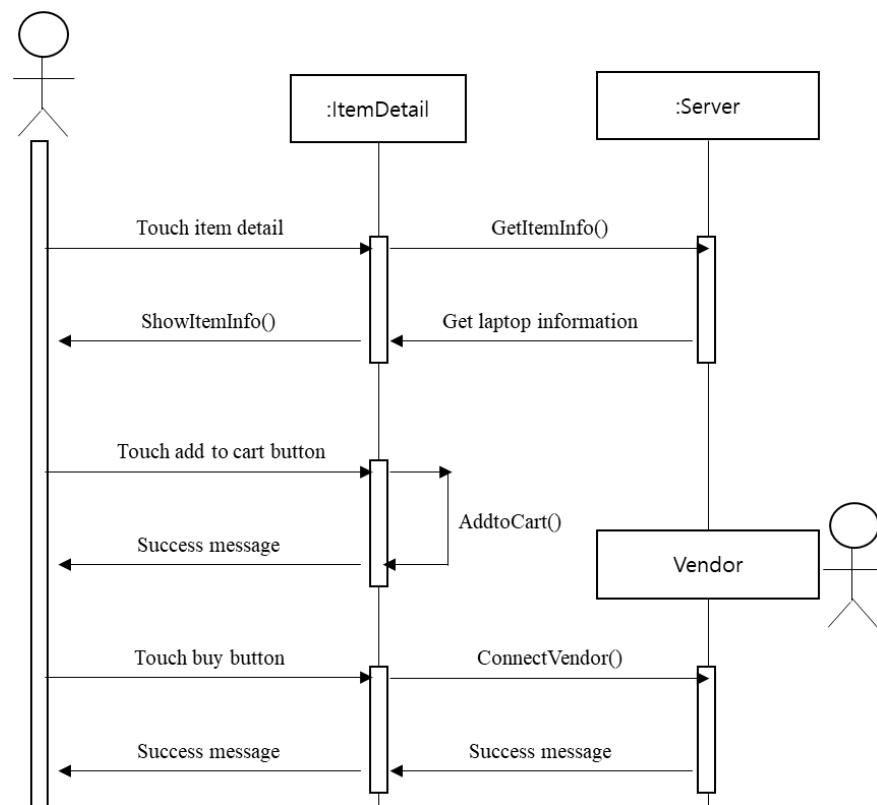 :ItemDetail
:Server
Touch item detail
GetItemInfo()
ShowItemInfo()
Get laptop information
Touch add to cart button
AddtoCart()
Success message
Vendor
Touch buy button
ConnectVendor()
Success message
Success message